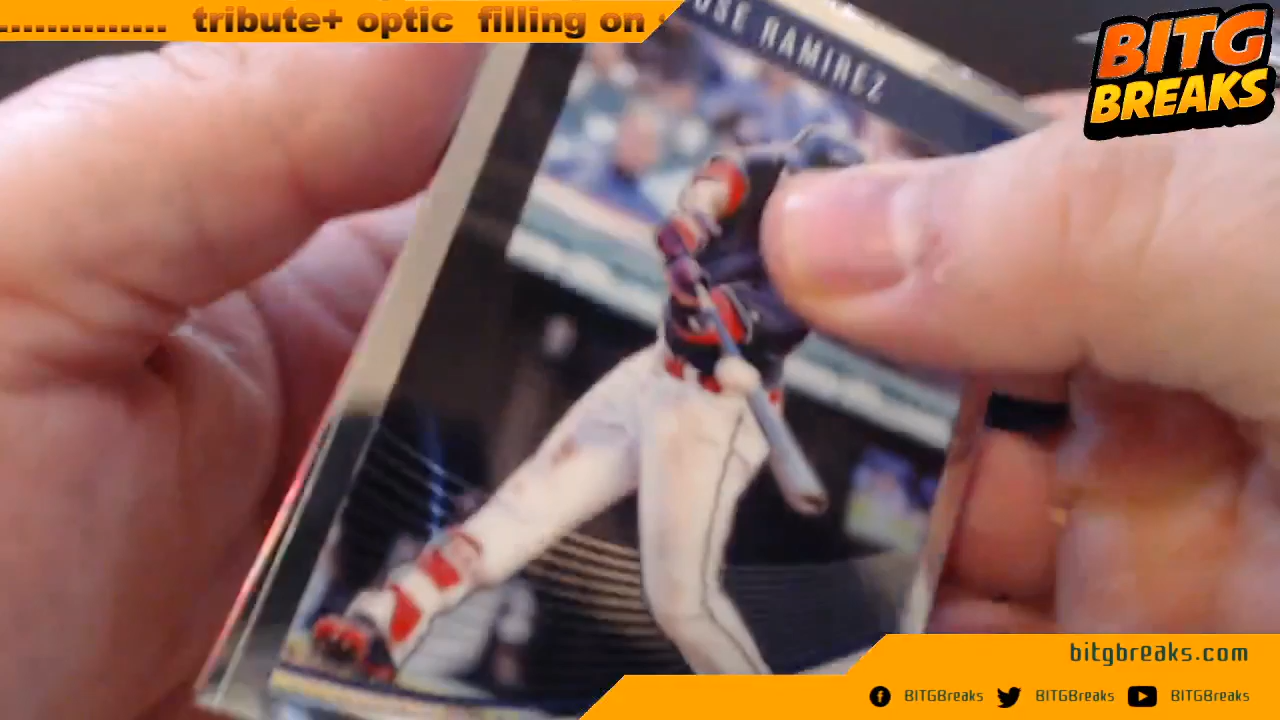 .............. tribute+ optic filling on
BITG
BREAKS
OSE RAMIREZ
bitgbreaks.com
BITGBreaks BITGBreaks BITGBreaks